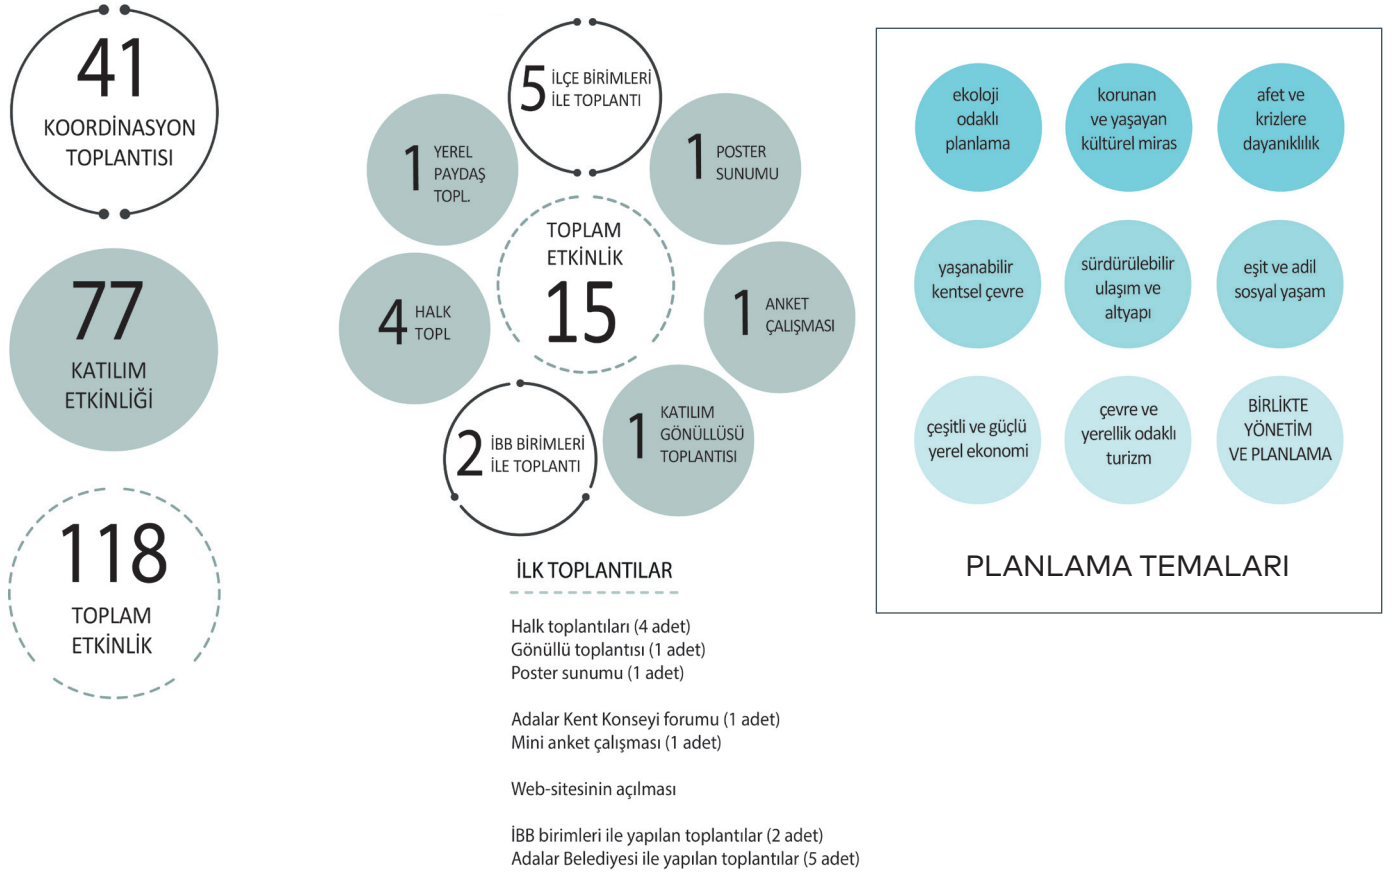 41
KOORDİNASYON
TOPLANTISI
77
KATILIM
ETKİNLİĞİ
118
TOPLAM
ETKİNLİK
5
İLÇE BİRİMLERİ
İLE TOPLANTI
1
YEREL
PAYDAŞ
TOPL.
1
POSTER
SUNUMU
TOPLAM
ETKİNLİK
15
4
HALK
TOPL
1
ANKET
ÇALIŞMASI
2
İBB BİRİMLERİ
İLE TOPLANTI
1
KATILIM
GÖNÜLLÜSÜ
TOPLANTISI
İLK TOPLANTILAR
Halk toplantıları (4 adet)
Gönüllü toplantısı (1 adet)
Poster sunumu (1 adet)
Adalar Kent Konseyi forumu (1 adet)
Mini anket çalışması (1 adet)
Web-sitesinin açılması
İBB birimleri ile yapılan toplantılar (2 adet)
Adalar Belediyesi ile yapılan toplantılar (5 adet)
ekoloji
odaklı
planlama
korunan
ve yaşayan
kültürel miras
afet ve
krizlere
dayanıklılık
yaşanabilir
kentsel çevre
sürdürülebilir
ulaşım ve
altyapı
eşit ve adil
sosyal yaşam
çeşitli ve güçlü
yerel ekonomi
çevre ve
yerellik odaklı
turizm
BİRLİKTE
YÖNETİM
VE PLANLAMA
PLANLAMA TEMALARI